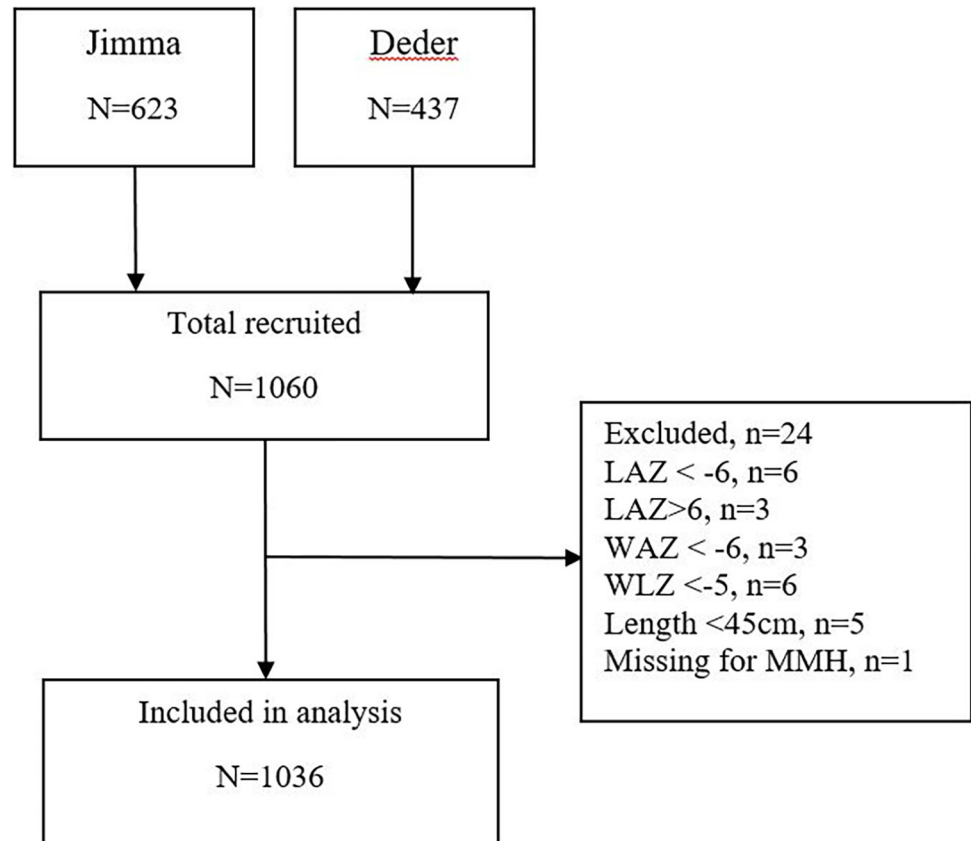 Jimma
N=623
Deder
N=437
Total recruited
N=1060
Excluded, n=24
LAZ < -6, n=6
LAZ>6, n=3
WAZ < -6, n=3
WLZ <-5, n=6
Length <45cm, n=5
Missing for MMH, n=1
Included in analysis
N=1036